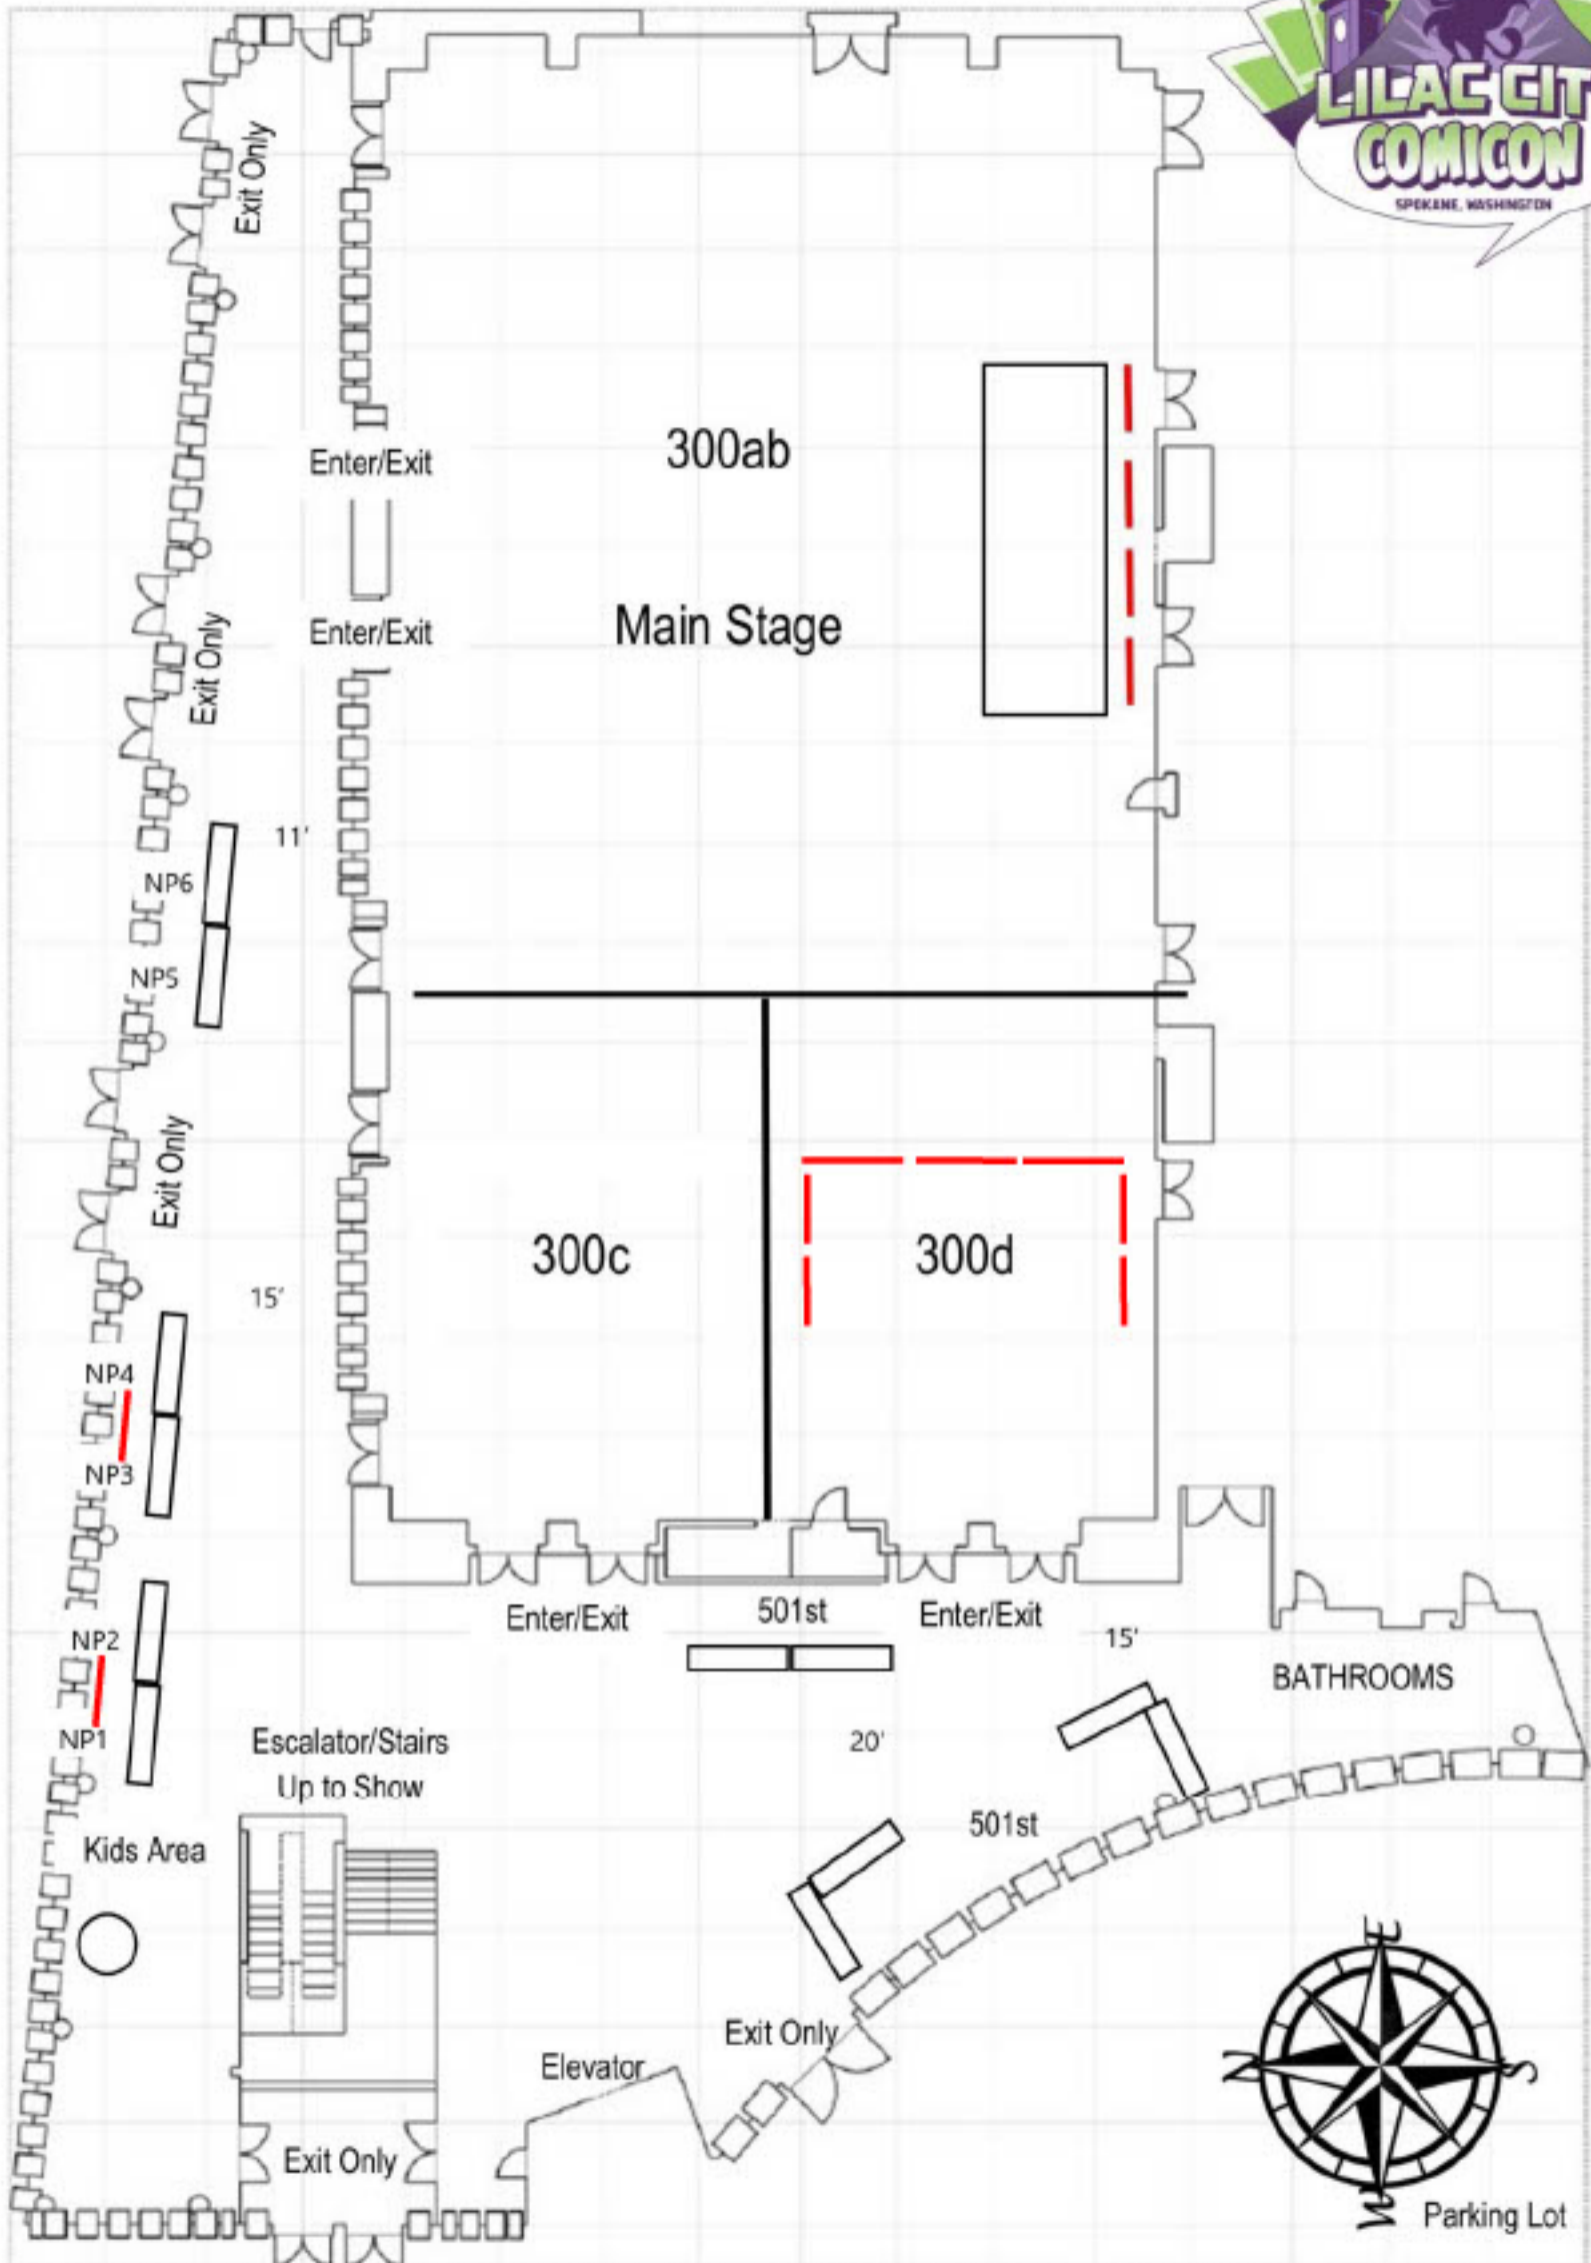 LILAC CIT
COMICON
SPOKANE, WASHINGTON
Exit Only
Enter/Exit
300ab
Enter/Exit
Main Stage
Exit Only
11'
NP6
NP5
Exit Only
300c
300d
15'
NP4
NP3
Enter/Exit
501st
Enter/Exit
15'
NP2
BATHROOMS
NP1
Escalator/Stairs
Up to Show
20'
501st
Kids Area
Exit Only
Elevator
Exit Only
E
N
S
W
Parking Lot